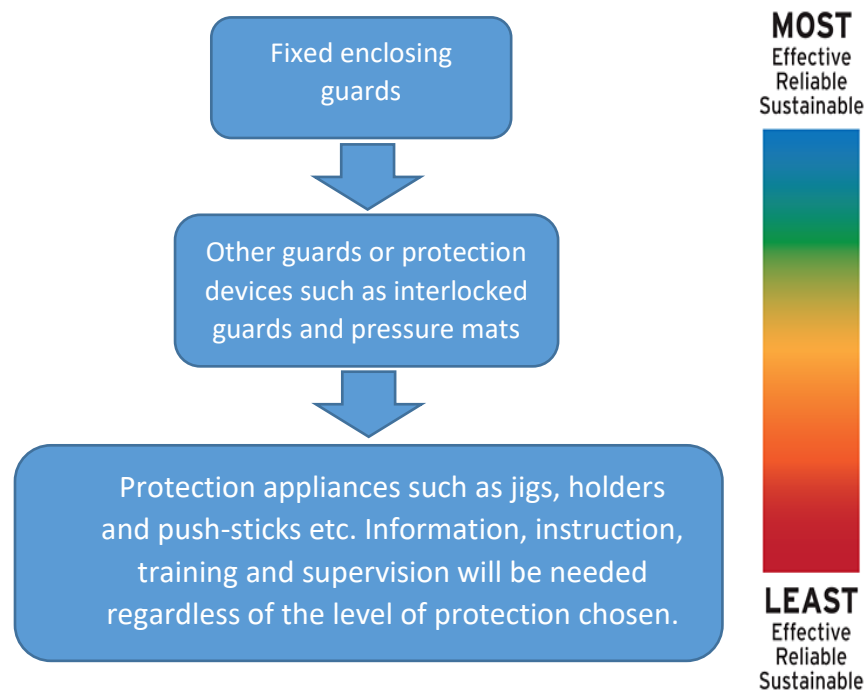 Fixed enclosing
guards
Other guards or protection
devices such as interlocked
guards and pressure mats
Protection appliances such as jigs, holders
and push-sticks etc. Information, instruction,
training and supervision will be needed
regardless of the level of protection chosen.
MOST
Effective
Reliable
Sustainable
LEAST
Effective
Reliable
Sustainable